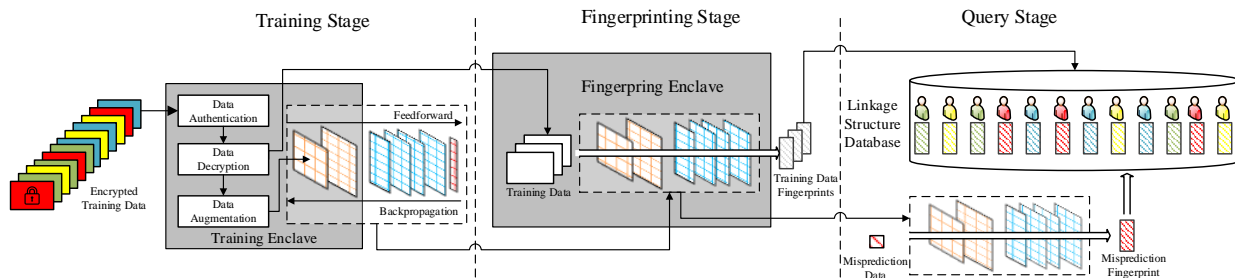 Training Stage
Fingerprinting Stage
Query Stage
Encrypted
Training Data
Data
Authentication
Data
Decryption
Data
Augmentation
Training Enclave
Feedforward
Backpropagation
Fingerpring Enclave
Training Data
Training Data
Fingerprints
Linkage
Structure
Database
Misprediction
Data
Misprediction
Fingerprint